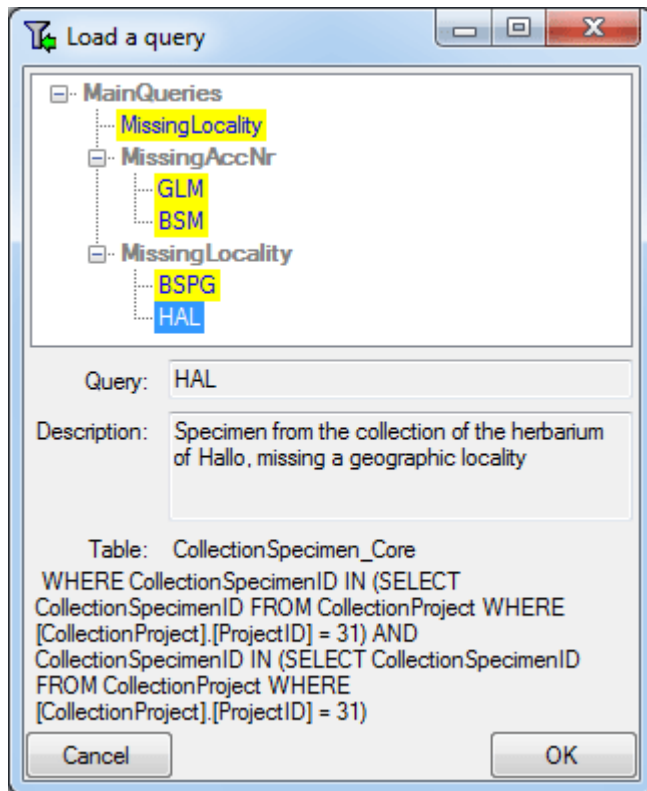 Load a query
MainQueries
MissingLocality
MissingAccNr
GLM
BSM
MissingLocality
BSPG
HAL
Query: HAL
Description: Specimen from the collection of the herbarium
of Hallo, missing a geographic locality
Table: CollectionSpecimen_Core
WHERE CollectionSpecimenID IN (SELECT
CollectionSpecimenID FROM CollectionProject WHERE
[CollectionProject].[ProjectID] = 31) AND
CollectionSpecimenID IN (SELECT CollectionSpecimenID
FROM CollectionProject WHERE
[CollectionProject].[ProjectID] = 31)
Cancel OK